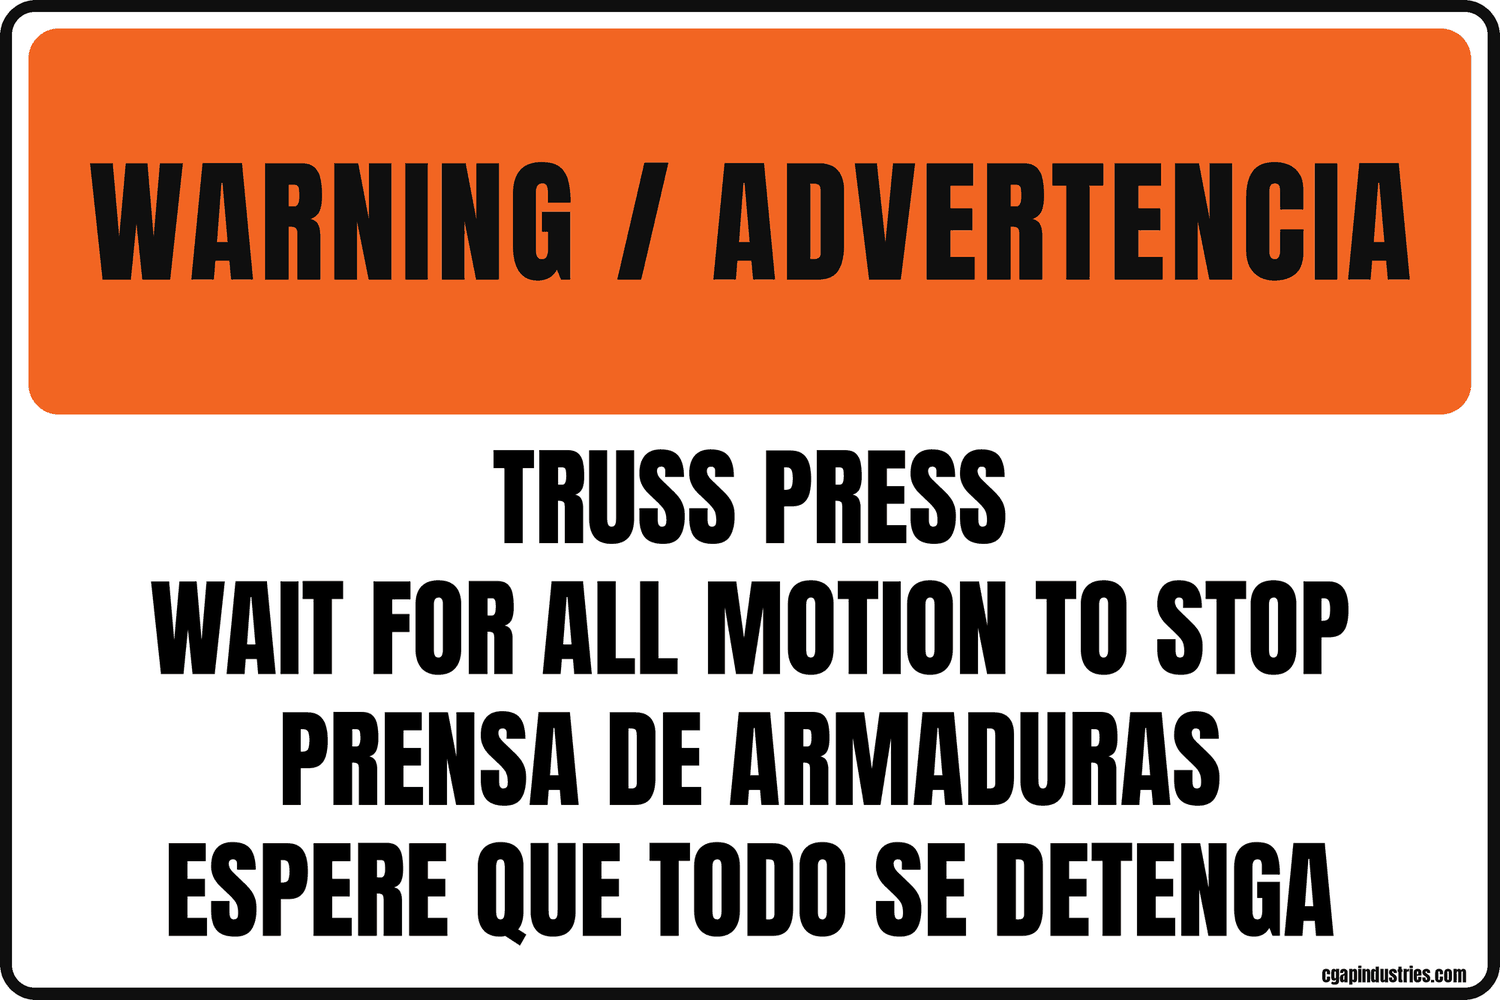 WARNING / ADVERTENCIA
TRUSS PRESS
WAIT FOR ALL MOTION TO STOP
PRENSA DE ARMADURAS
ESPERE QUE TODO SE DETENGA
cgapindustries.com